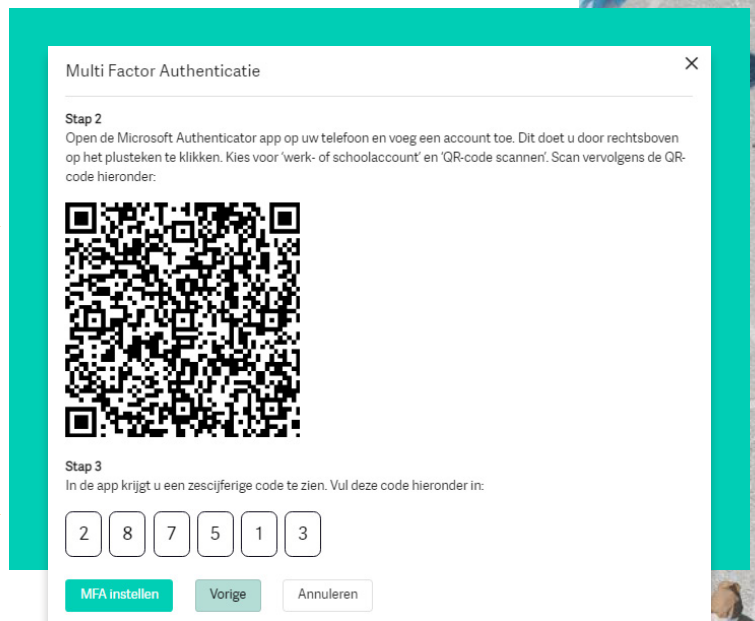 Multi Factor Authenticatie
Stap 2
Open de Microsoft Authenticator app op uw telefoon en voeg een account toe. Dit doet u door rechtsboven
op het plusteken te klikken. Kies voor ‘werk- of schoolaccount’ en ‘QR-code scannen’. Scan vervolgens de QR-
code hieronder:
Stap 3
In de app krijgt u een zescijferige code te zien. Vul deze code hieronder in:
2 8 7 5 1 3
MFA instellen Vorige Annuleren